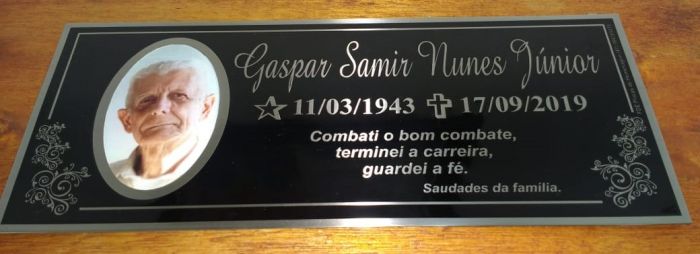 Gaspar Samir Nunes Júnior
11/03/1943 17/09/2019
Combati o bom combate,
terminei a carreira,
guardei a fé.
Saudades da família.